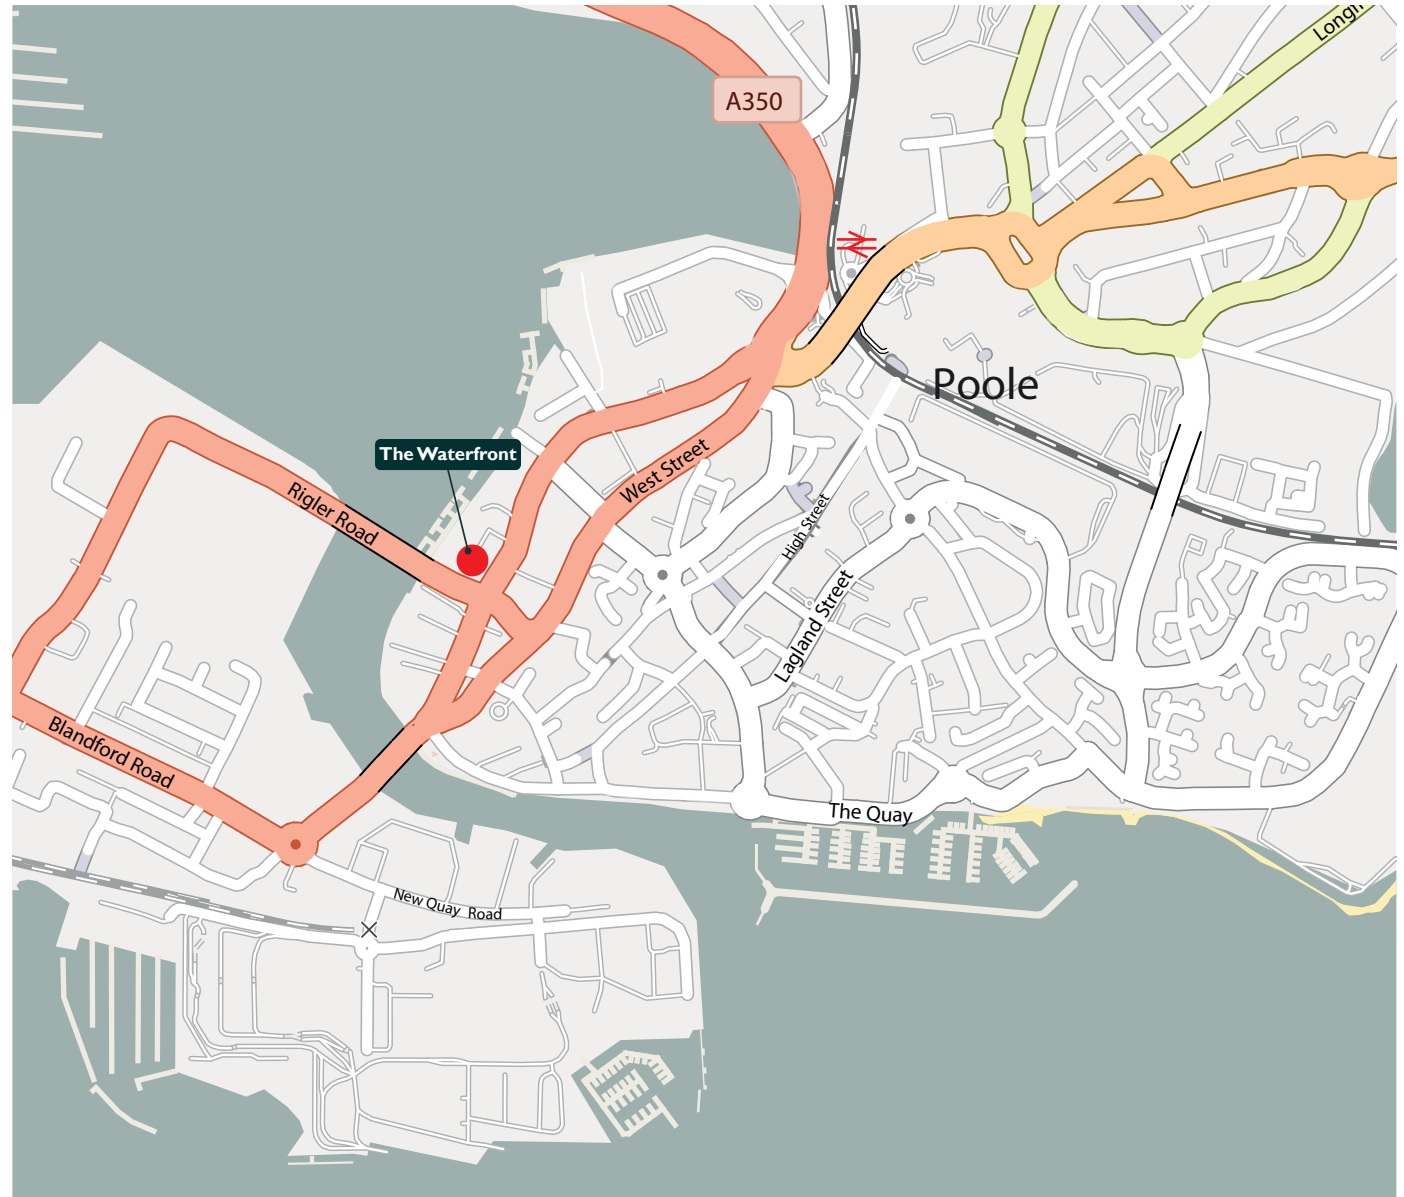 Longfl
A350
Poole
The Waterfront
West Street
Rigler Road
High Street
Lagland Street
Blandford Road
The Quay
New Quay Road